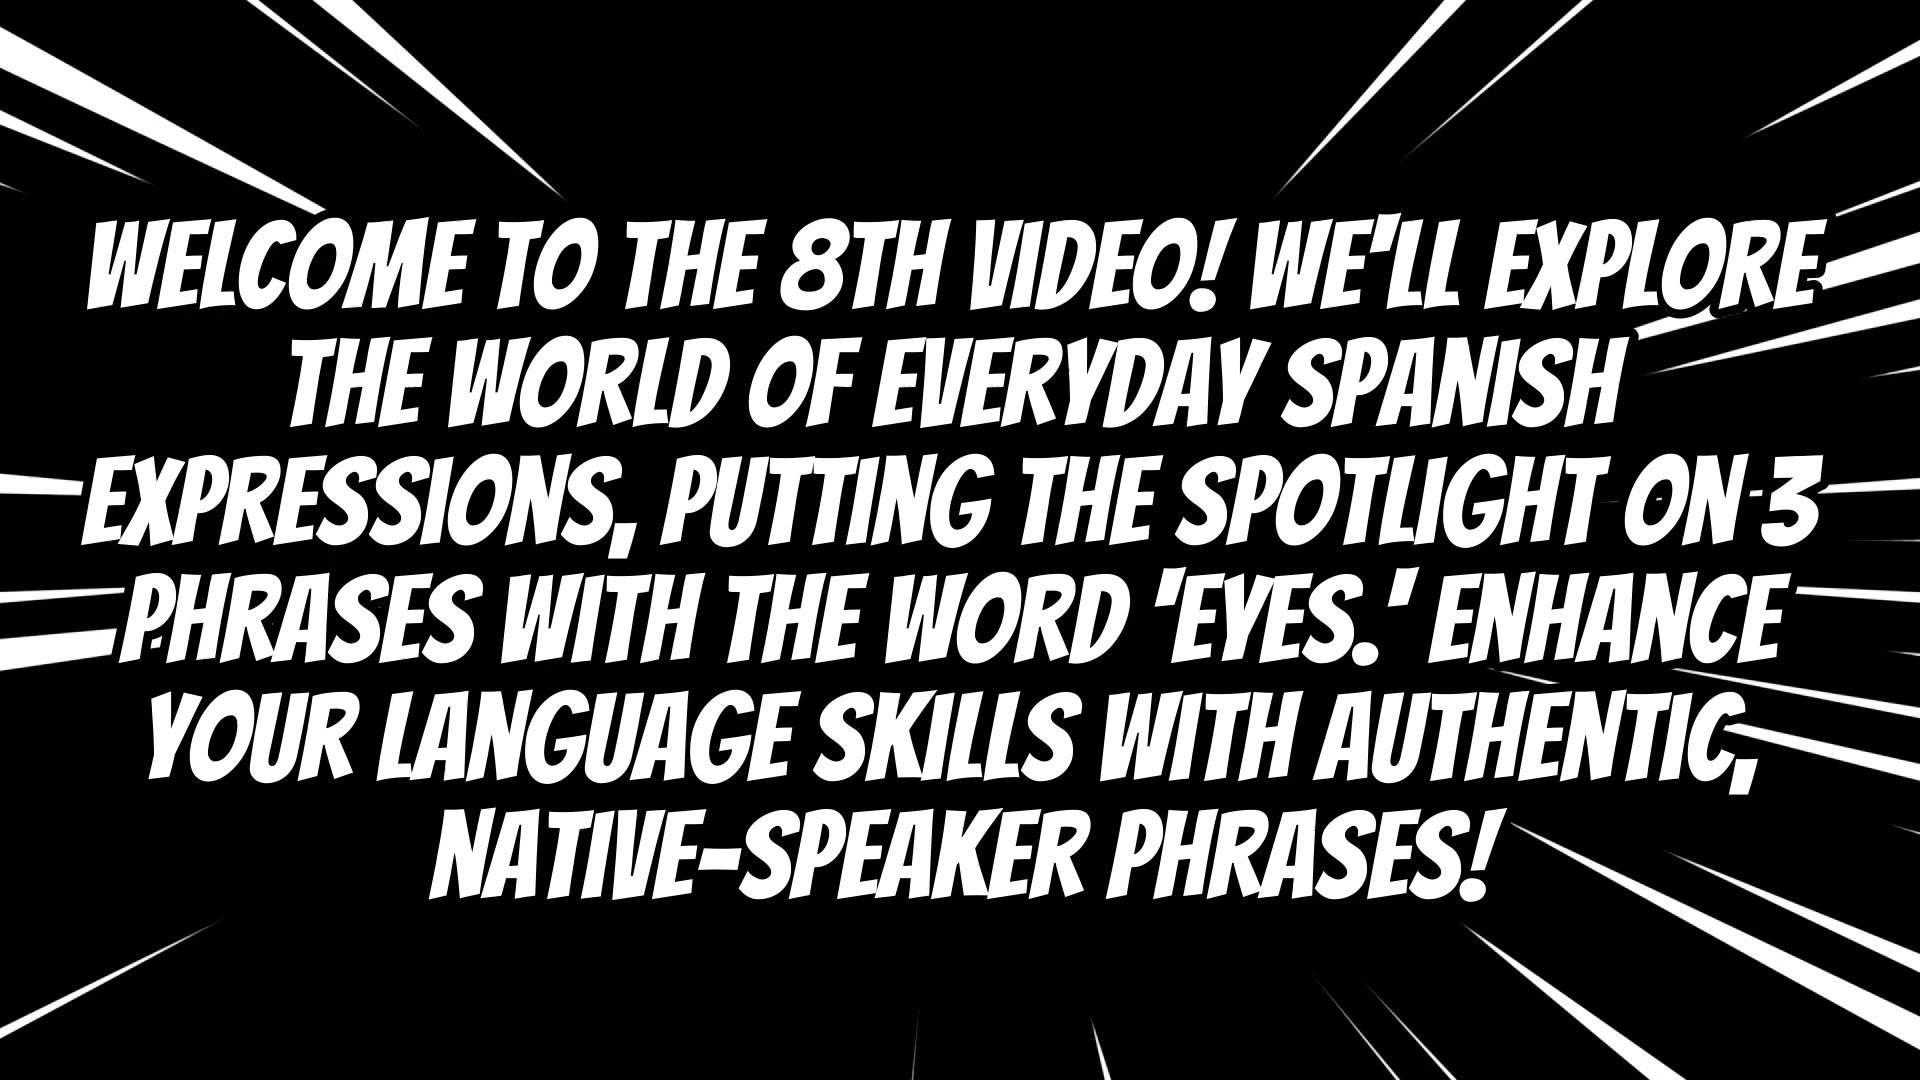 WELCOME TO THE 8TH VIDEO! WE'LL EXPLORE
THE WORLD OF EVERYDAY SPANISH
EXPRESSIONS, PUTTING THE SPOTLIGHT ON 3
PHRASES WITH THE WORD 'EYES.' ENHANCE
YOUR LANGUAGE SKILLS WITH AUTHENTIC,
NATIVE-SPEAKER PHRASES!